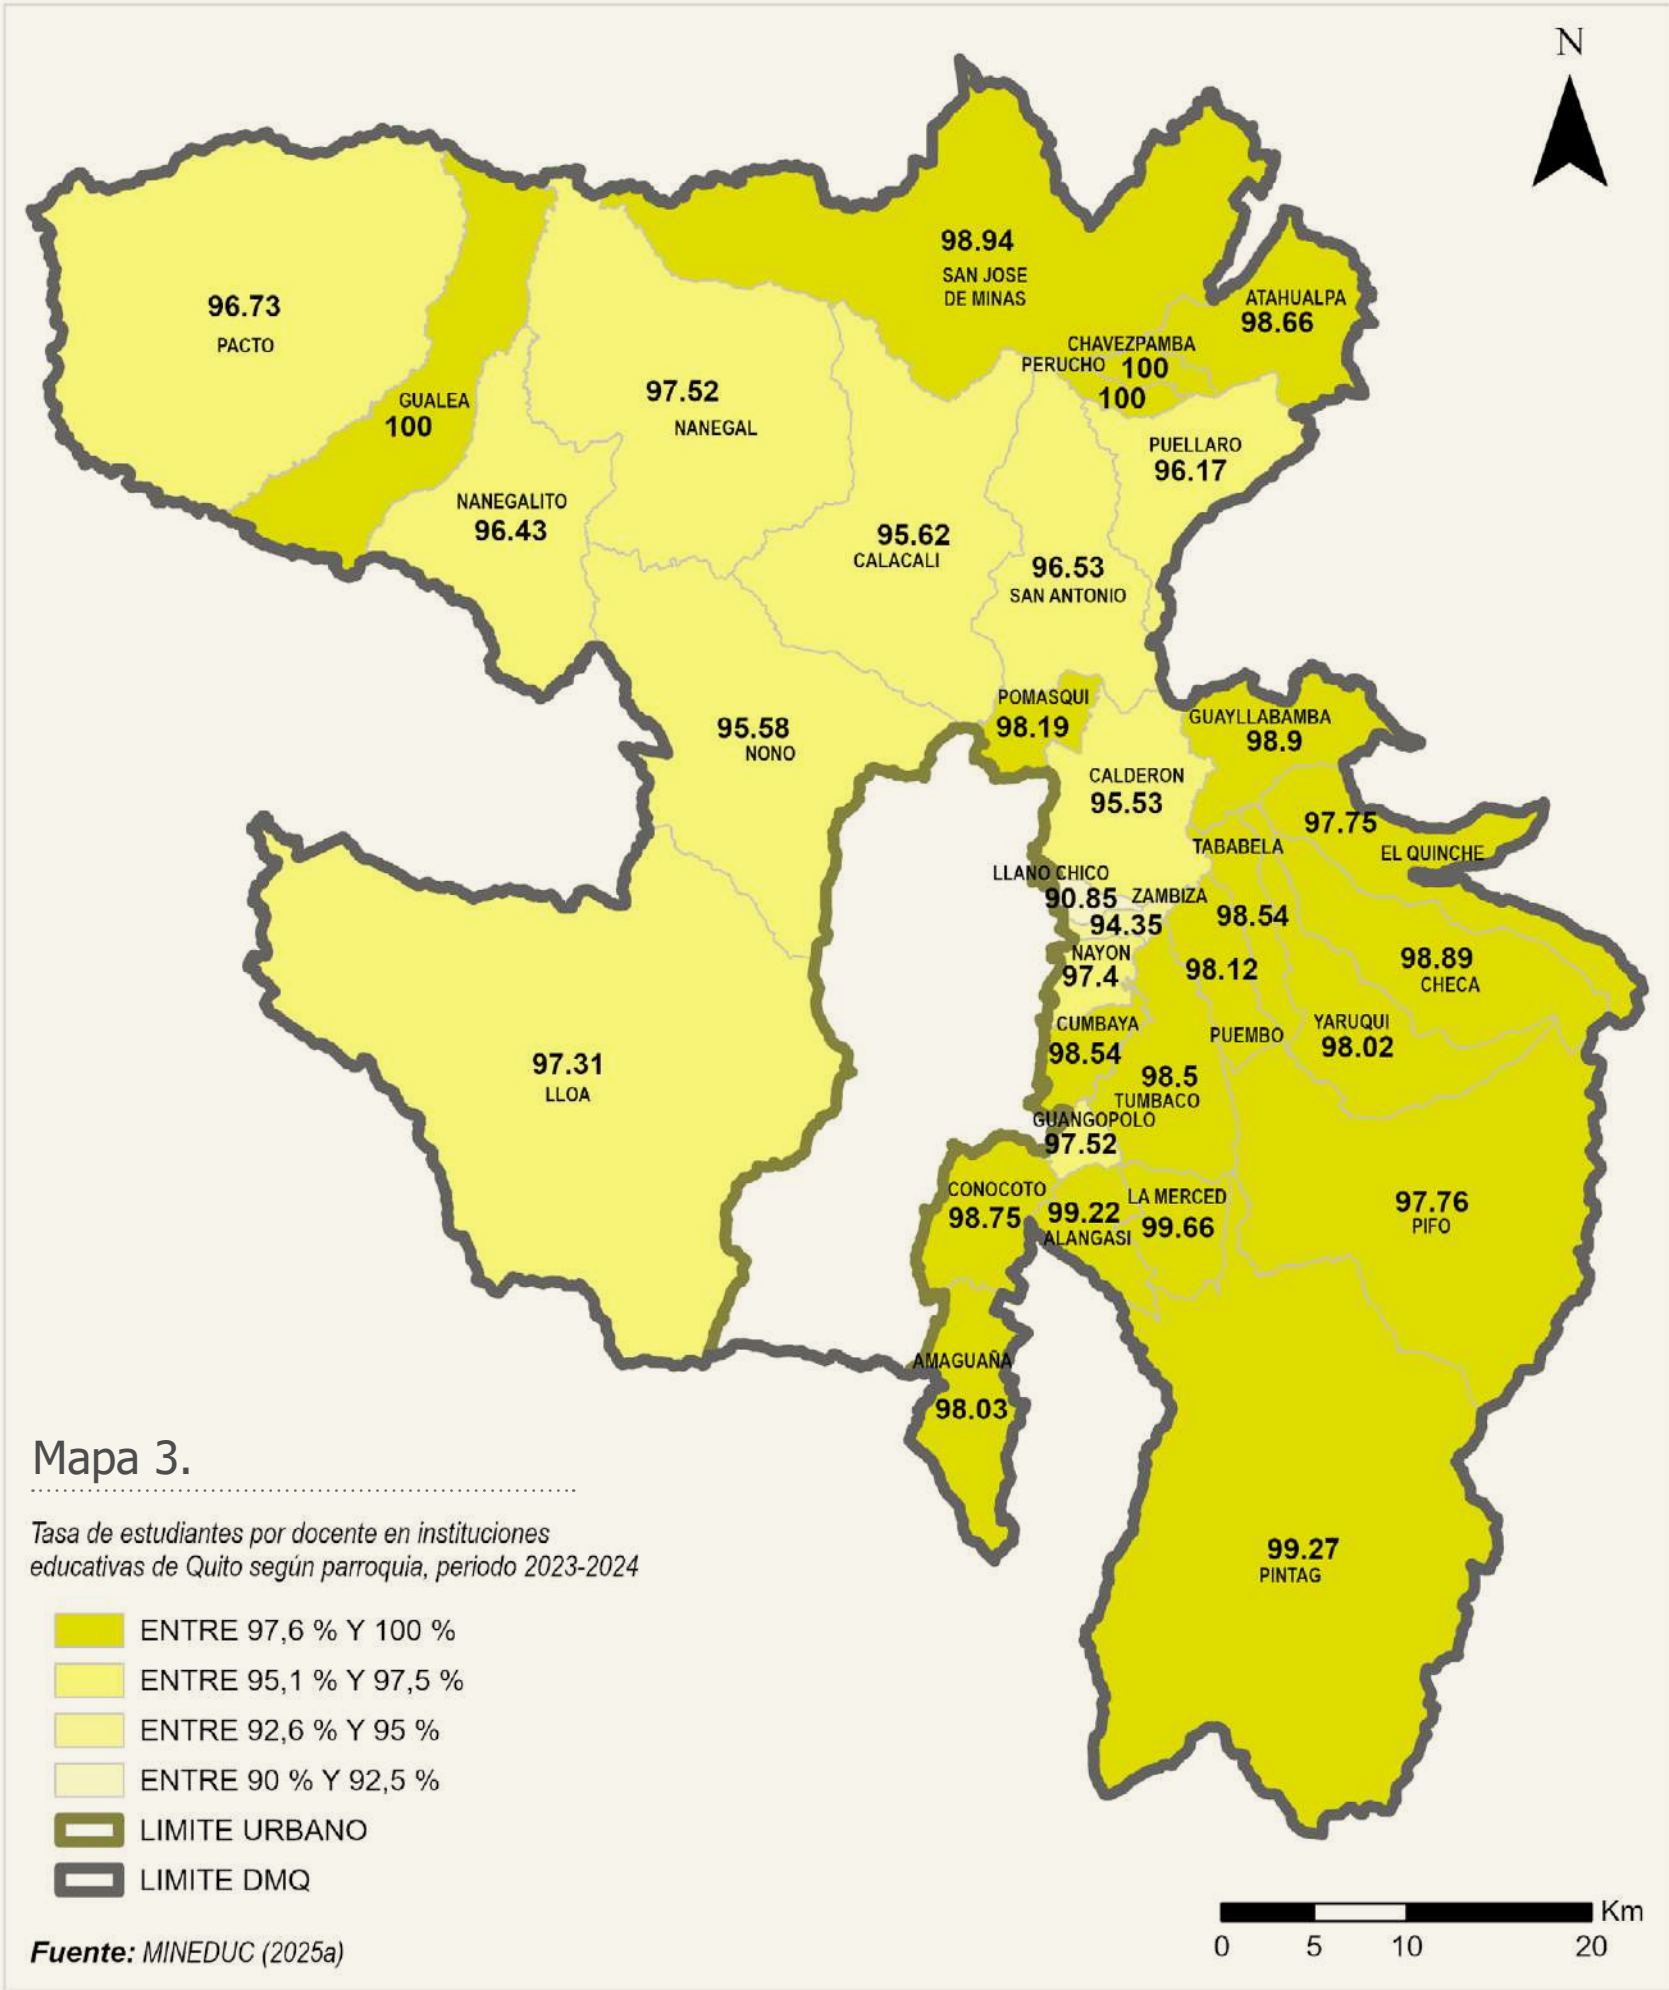 N
98.94
SAN JOSE
DE MINAS
ATAHUALPA
98.66
96.73
PACTO
CHAVEZPAMBA
100
PERUCHO
100
GUALEA
100
97.52
NANEGAL
PUELLARO
96.17
NANEGALITO
96.43
95.62
CALACALI
96.53
SAN ANTONIO
POMASQUI
98.19
GUAYLLABAMBA
98.9
95.58
NONO
CALDERON
95.53
97.75
EL QUINCHE
TABABELA
98.54
LLANO CHICO
90.85
ZAMBIZA
94.35
NAYON
97.4
98.12
PUEMBO
98.89
CHECA
CUMBAYA
98.54
YARUQUI
98.02
97.31
LLOA
98.5
TUMBACO
GUANGOPOLO
97.52
CONOCOTO
98.75
99.22
ALANGASI
LA MERCED
99.66
97.76
PIFO
AMAGUAÑA
98.03
99.27
PINTAG
Mapa 3.
Tasa de estudiantes por docente en instituciones
educativas de Quito según parroquia, periodo 2023-2024
ENTRE 97,6 % Y 100 %
ENTRE 95,1 % Y 97,5 %
ENTRE 92,6 % Y 95 %
ENTRE 90 % Y 92,5 %
LIMITE URBANO
LIMITE DMQ
Fuente: MINEDUC (2025a)
Km
0 5 10 20